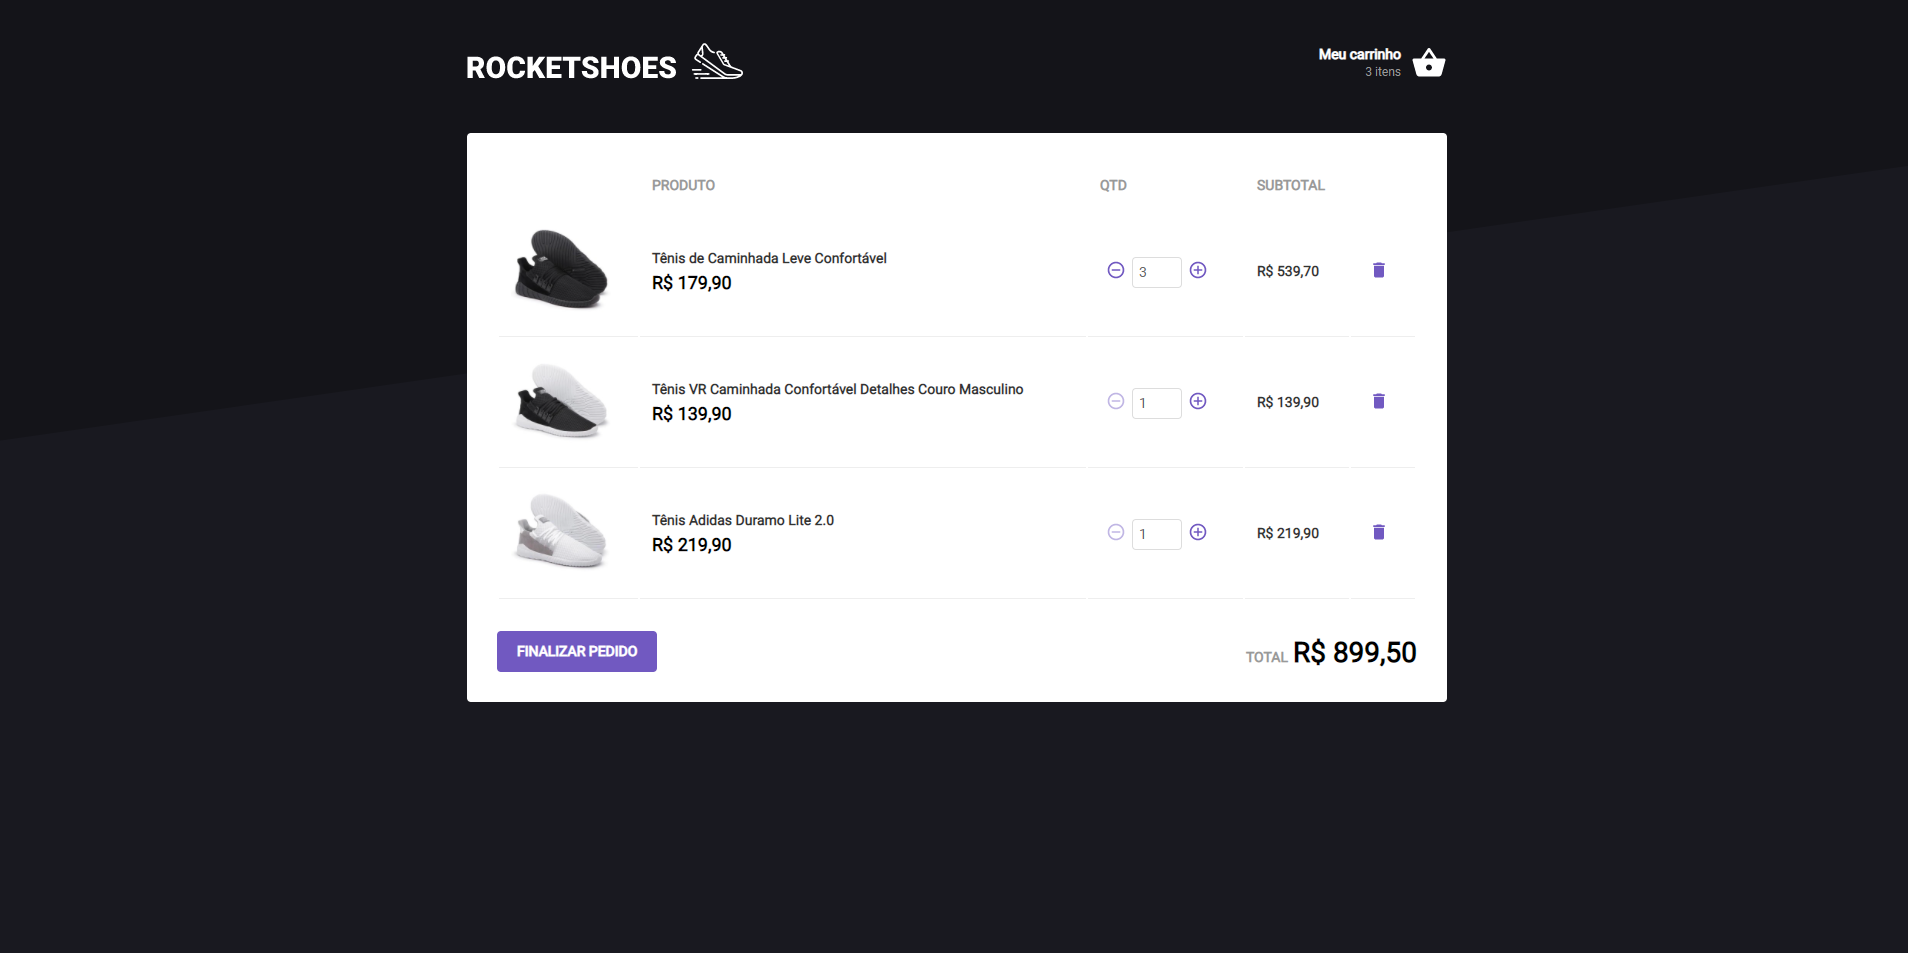 ROCKETSHOES
Meu carrinho
3 itens
PRODUTO QTD SUBTOTAL
Tênis de Caminhada Leve Confortável
R$ 179,90
3
R$ 539,70
Tênis VR Caminhada Confortável Detalhes Couro Masculino
R$ 139,90
1
R$ 139,90
Tênis Adidas Duramo Lite 2.0
R$ 219,90
1
R$ 219,90
FINALIZAR PEDIDO
TOTAL R$ 899,50